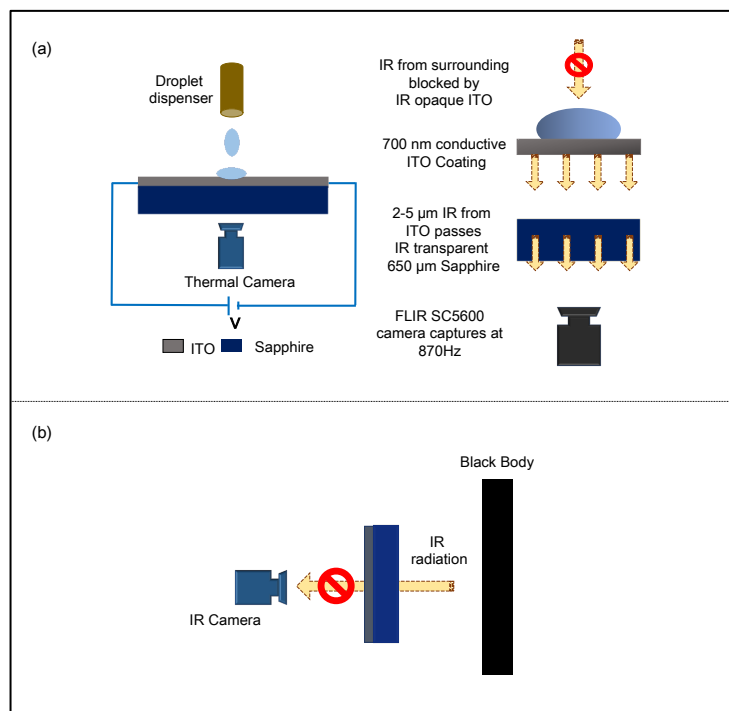 (a)
Droplet
dispenser
Thermal Camera
V
ITO
Sapphire
IR from surrounding
blocked by
IR opaque ITO
700 nm conductive
ITO Coating
2-5 µm IR from
ITO passes
IR transparent
650 µm Sapphire
FLIR SC5600
camera captures at
870Hz
(b)
Black Body
IR
radiation
IR Camera